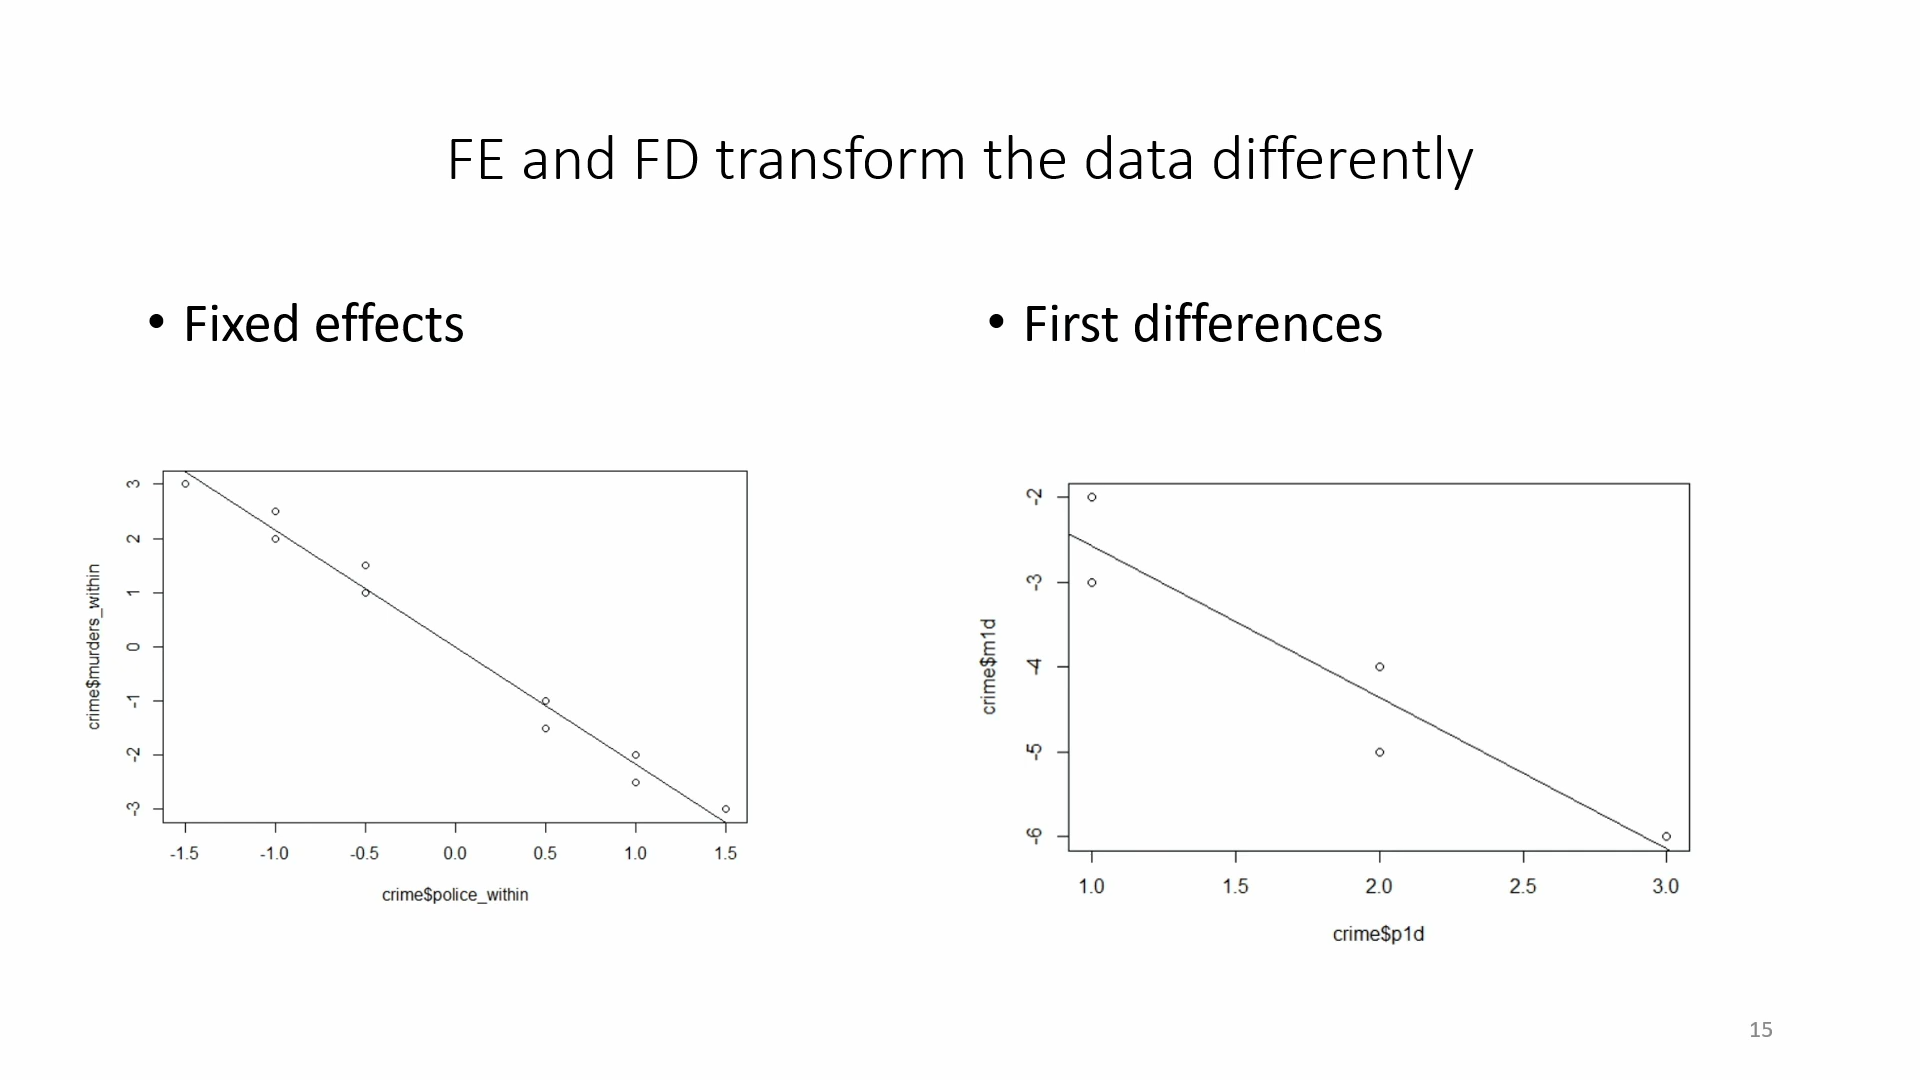 FE and FD transform the data differently
• Fixed effects
• First differences
3
2
1
0
-1
-2
-3
crime$murders_within
-1.5 -1.0 -0.5 0.0 0.5 1.0 1.5
crime$police_within
-2
-3
-4
-5
-6
crime$m1d
1.0 1.5 2.0 2.5 3.0
crime$p1d
15